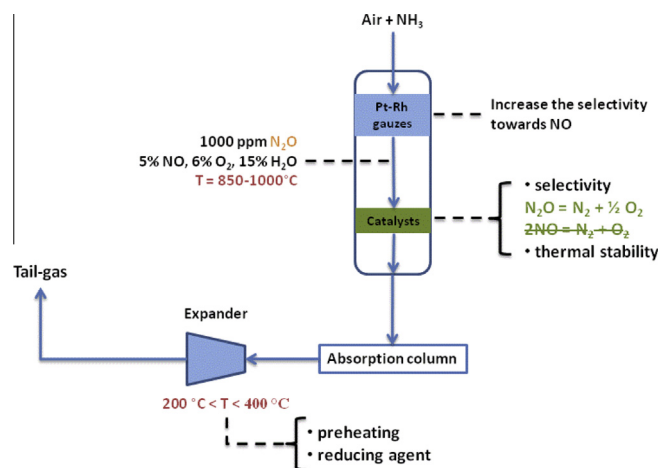 Air + NH₃
Pt-Rh
gauzes
Increase the selectivity
towards NO
1000 ppm N₂O
5% NO, 6% O₂, 15% H₂O
T = 850-1000°C
Catalysts
• selectivity
N₂O = N₂ + ½ O₂
2NO = N₂ + O₂
• thermal stability
Tail-gas
Expander
Absorption column
200 °C < T < 400 °C
• preheating
• reducing agent